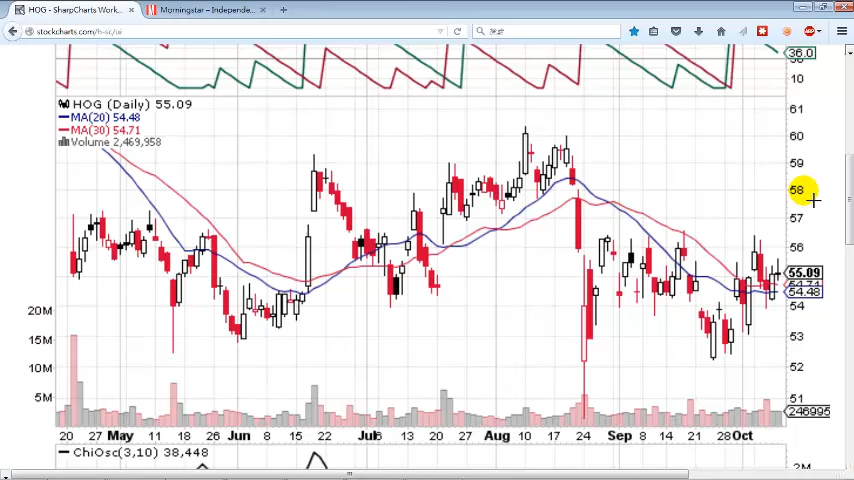 HOG - SharpCharts Work...
Morningstar – Independe...
stockcharts.com/h-sc/ui
ABP
36.0
30
10
HOG (Daily) 55.09
MA(20) 54.48
MA(30) 54.71
Volume 2,469,958
61
60
59
58
57
56
55.09
54.71
54.48
54
53
52
51
20M
15M
10M
5M
246995
20 27 May 11 18 26 Jun 8 15 22 Jul 6 13 20 27 Aug 10 17 24 Sep 8 14 21 28 Oct
ChiOsc(3,10) 38,448
2M